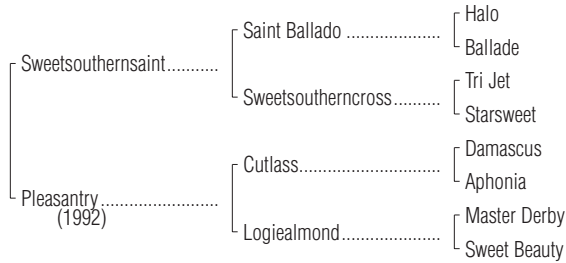 Halo
Saint Ballado ..................
Ballade
Sweetsouthernsaint..........
Tri Jet
Sweetsoutherncross.........
Starsweet
Damascus
Cutlass...........................
Aphonia
Pleasantry ......................
(1992)
Master Derby
Logiealmond...................
Sweet Beauty